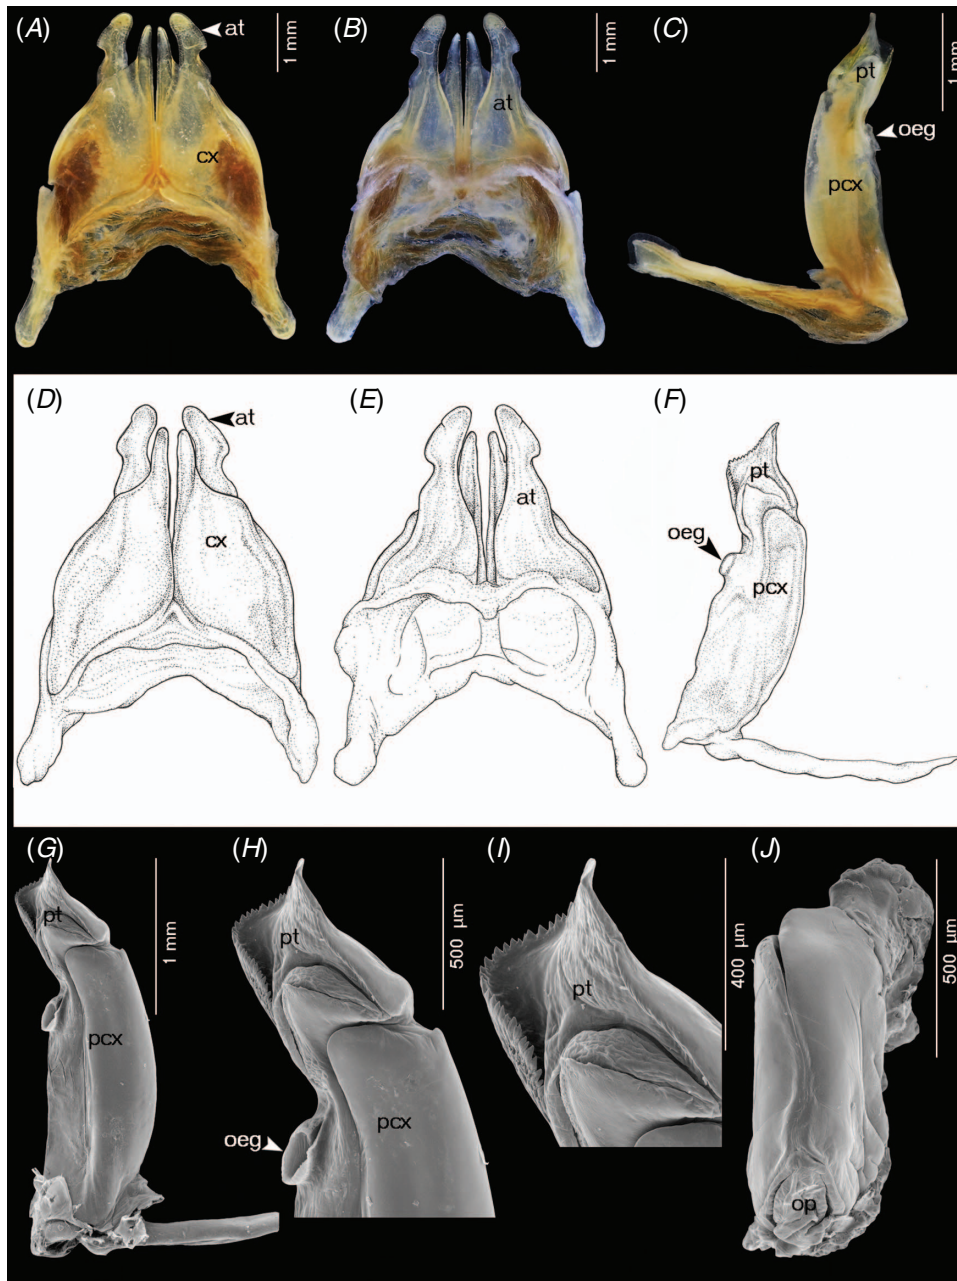 (A)
at
1 mm
cx
(B)
at
1 mm
(C)
pt
1 mm
oeg
pcx
(D)
at
cx
(E)
at
(F)
pt
oeg
pcx
(G)
pt
1 mm
pcx
(H)
pt
500 µm
pcx
oeg
(I)
pt
400 µm
(J)
500 µm
op